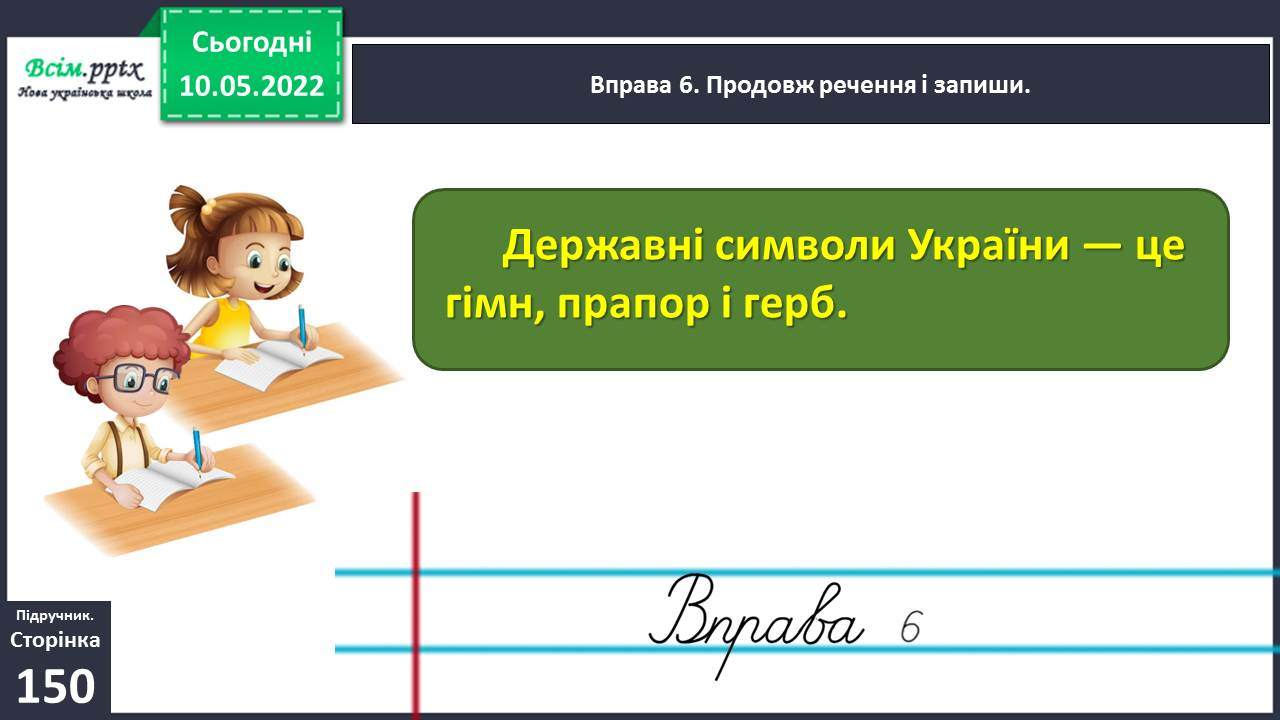 Всім.pptx
Нова українська школа
Сьогодні
10.05.2022
Вправа 6. Продовж речення і запиши.
Державні символи України — це
гімн, прапор і герб.
Вправа 6
Підручник.
Сторінка
150